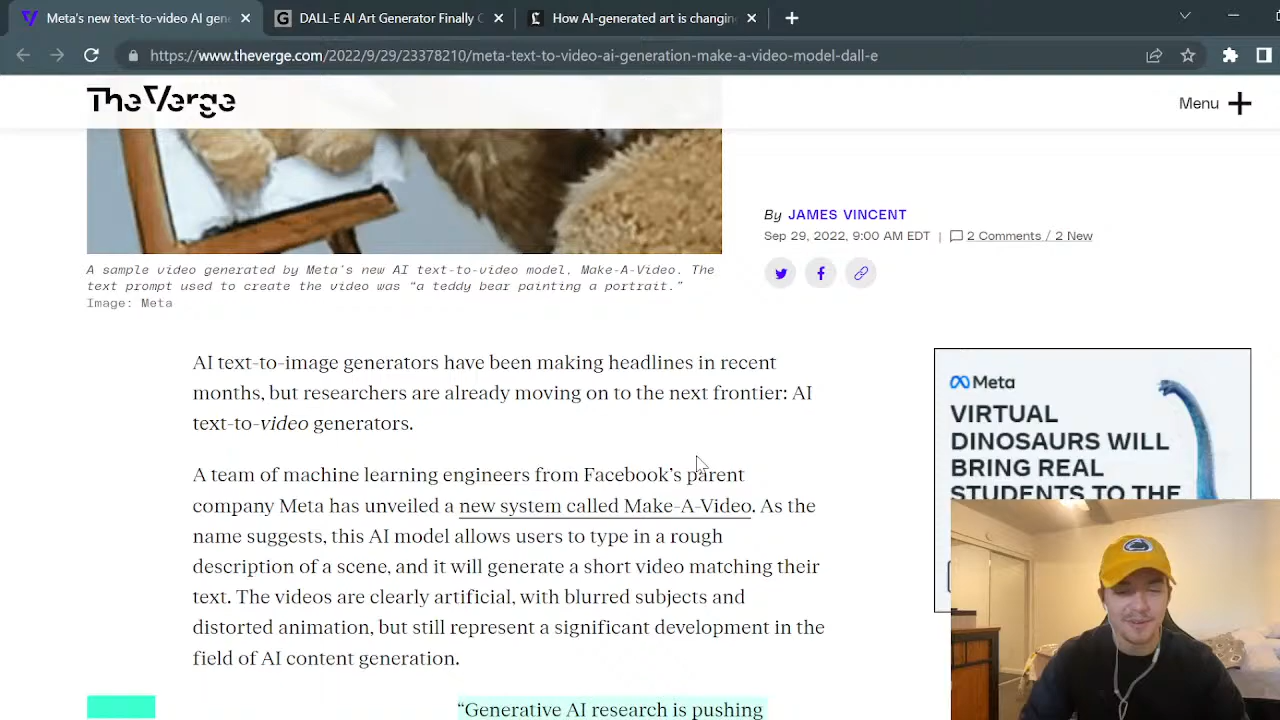 Meta's new text-to-video AI gene
DALL-E AI Art Generator Finally O
How AI-generated art is changing
https://www.theverge.com/2022/9/29/23378210/meta-text-to-video-ai-generation-make-a-video-model-dall-e
TheVerge
Menu
By JAMES VINCENT
Sep 29, 2022, 9:00 AM EDT | 2 Comments / 2 New
A sample video generated by Meta's new AI text-to-video model, Make-A-Video. The
text prompt used to create the video was "a teddy bear painting a portrait."
Image: Meta
AI text-to-image generators have been making headlines in recent
months, but researchers are already moving on to the next frontier: AI
text-to-video generators.
A team of machine learning engineers from Facebook's parent
company Meta has unveiled a new system called Make-A-Video. As the
name suggests, this AI model allows users to type in a rough
description of a scene, and it will generate a short video matching their
text. The videos are clearly artificial, with blurred subjects and
distorted animation, but still represent a significant development in the
field of AI content generation.
"Generative AI research is pushing
Meta
VIRTUAL
DINOSAURS WILL
BRING REAL
STUDENTS TO THE